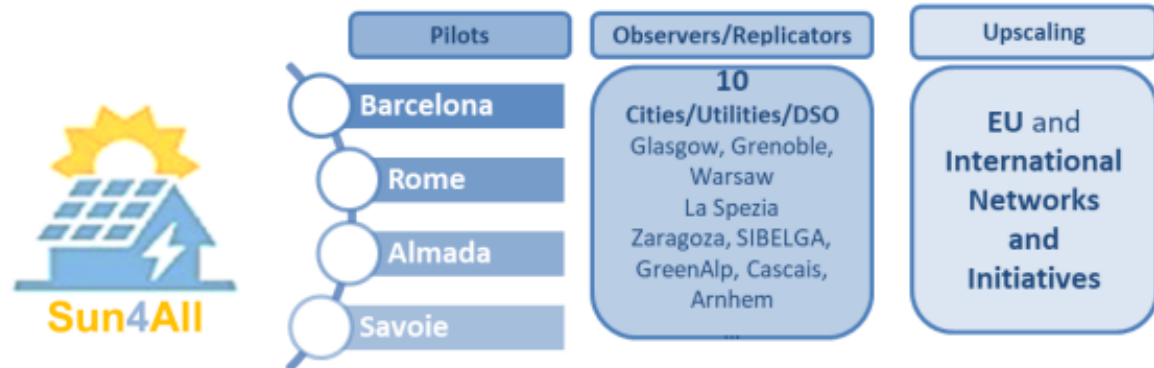 Sun4All
Pilots
Barcelona
Rome
Almada
Savoie
Observers/Replicators
10
Cities/Utilities/DSO
Glasgow, Grenoble,
Warsaw
La Spezia
Zaragoza, SIBELGA,
GreenAlp, Cascais,
Arnhem
...
Upscaling
EU and
International
Networks
and
Initiatives